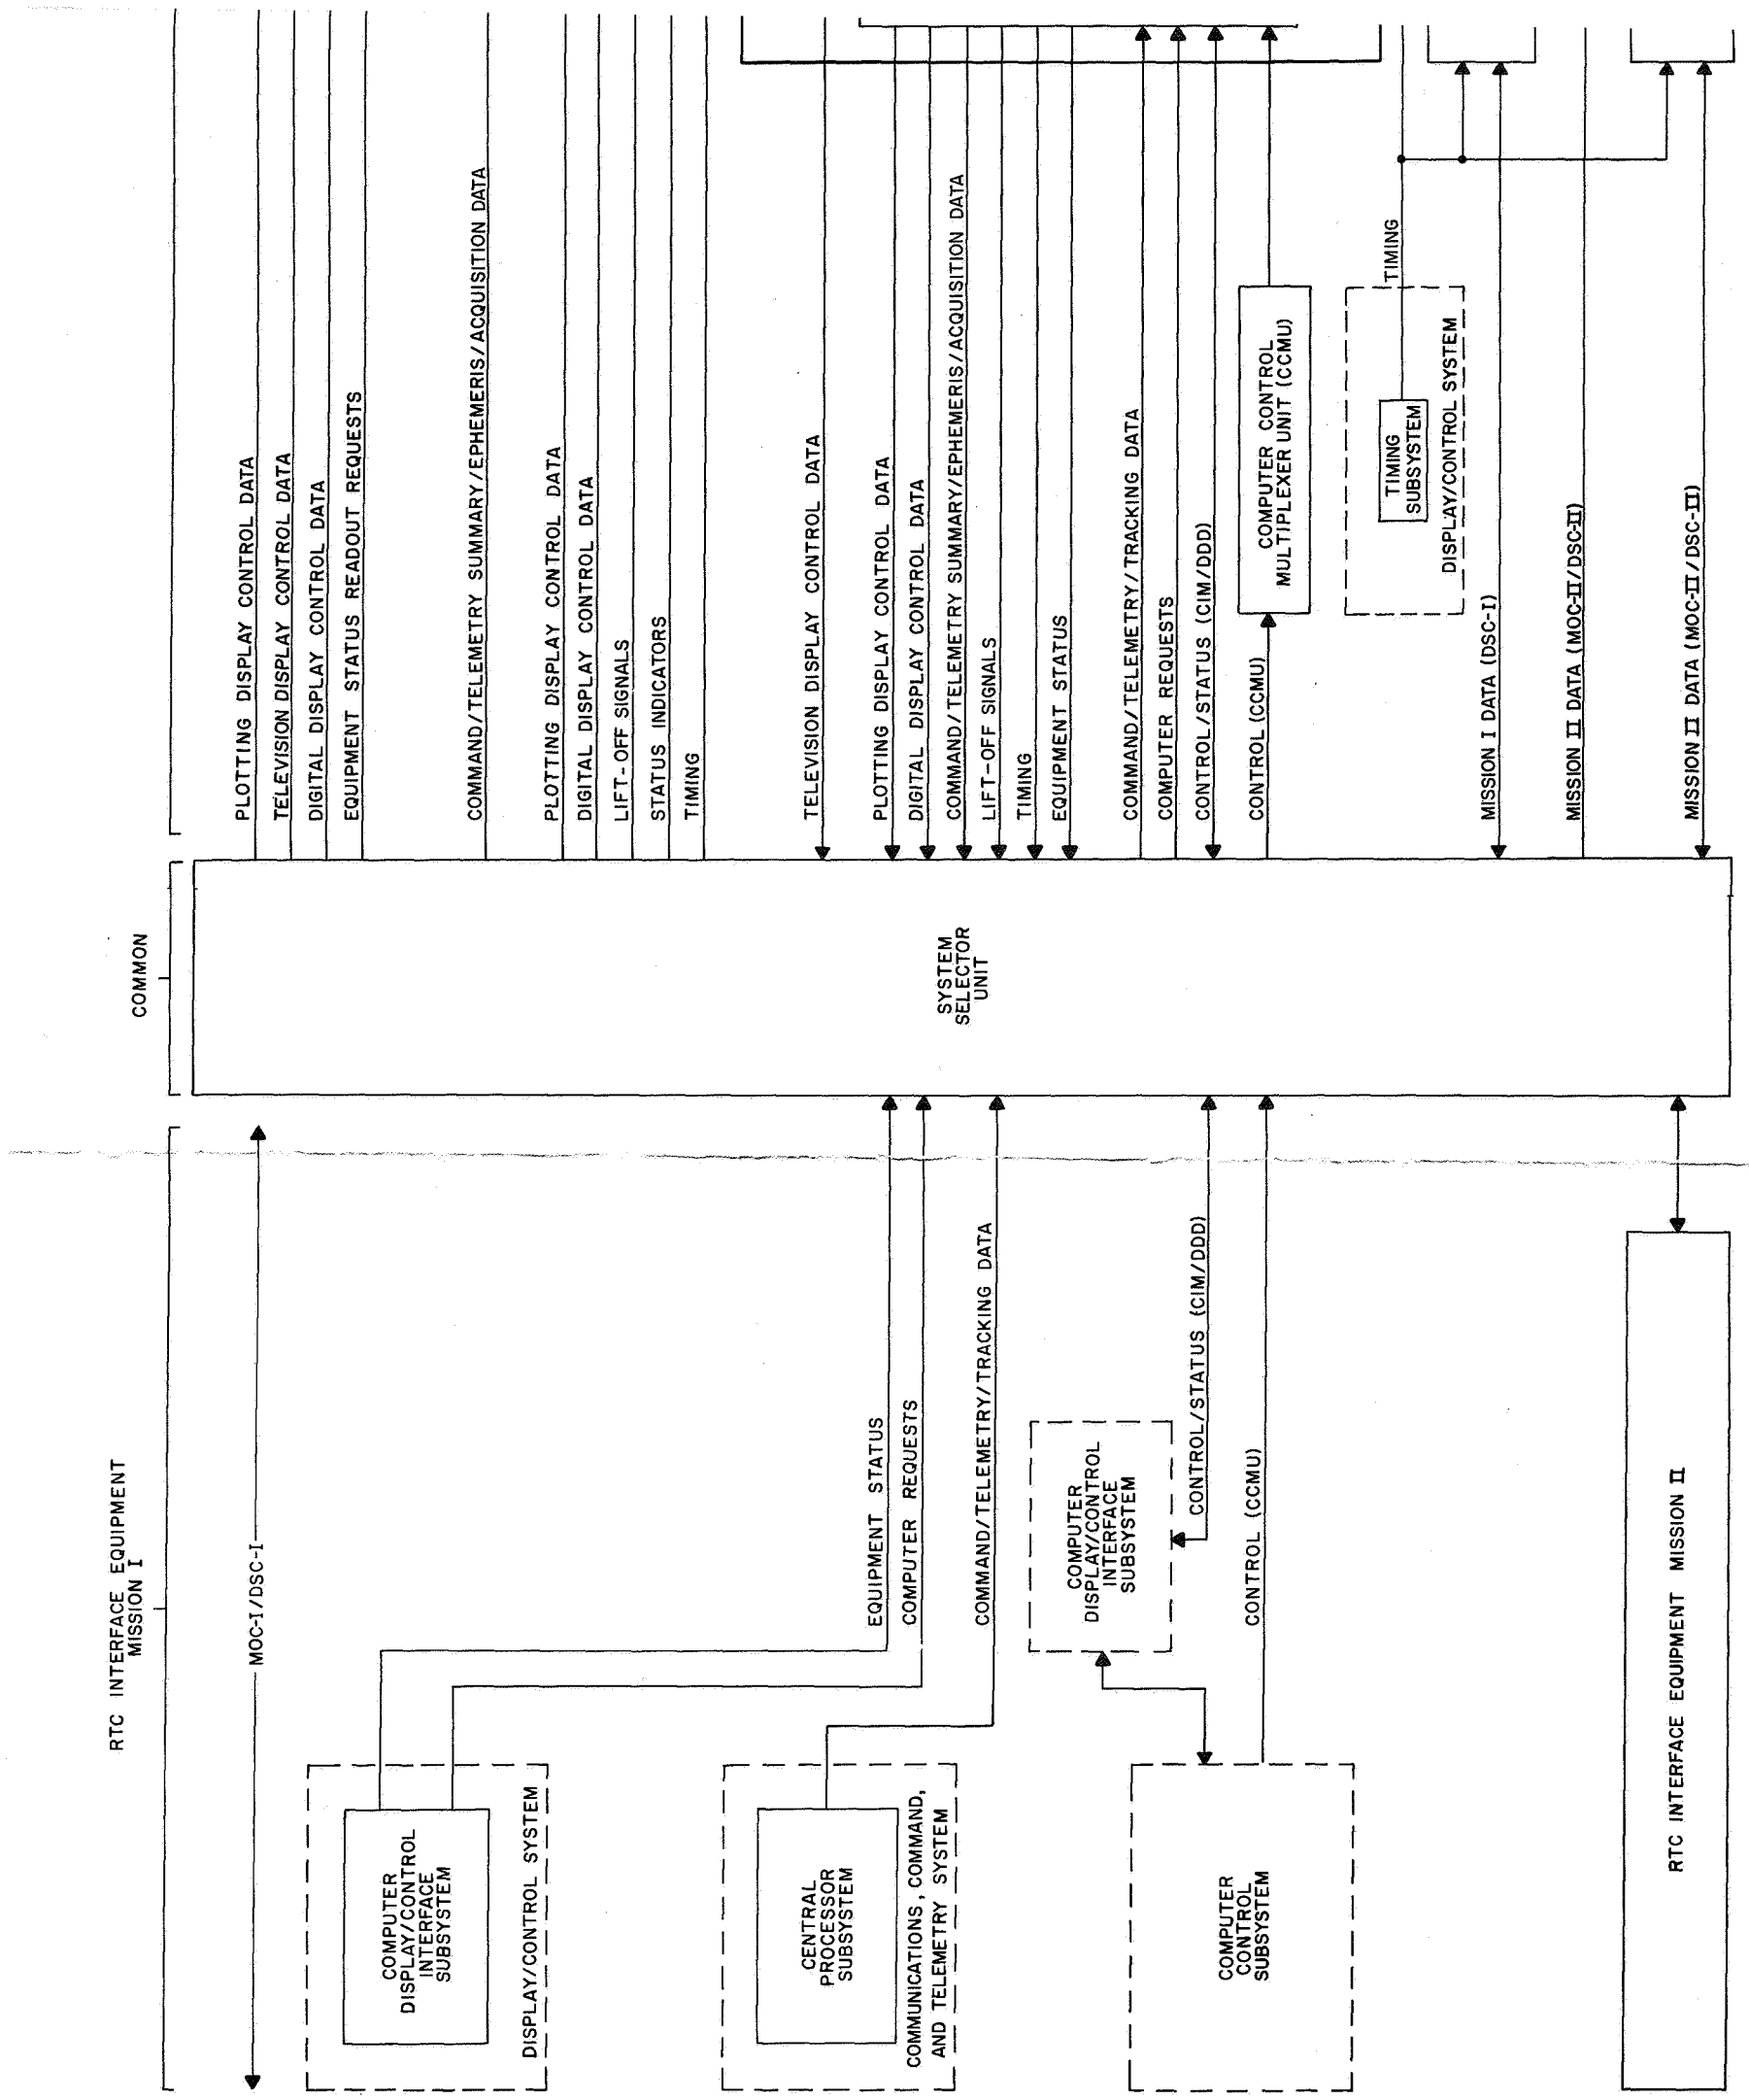 RTC INTERFACE EQUIPMENT
MISSION I
COMMON
MOC-I/DSC-I
COMPUTER
DISPLAY/CONTROL
INTERFACE
SUBSYSTEM
DISPLAY/CONTROL SYSTEM
CENTRAL
PROCESSOR
SUBSYSTEM
COMMUNICATIONS, COMMAND,
AND TELEMETRY SYSTEM
COMPUTER
CONTROL
SUBSYSTEM
EQUIPMENT STATUS
COMPUTER REQUESTS
COMMAND/TELEMETRY/TRACKING DATA
COMPUTER
DISPLAY/CONTROL
INTERFACE
SUBSYSTEM
CONTROL/STATUS (CIM/DDD)
CONTROL (CCMU)
RTC INTERFACE EQUIPMENT MISSION II
SYSTEM
SELECTOR
UNIT
PLOTTING DISPLAY CONTROL DATA
TELEVISION DISPLAY CONTROL DATA
DIGITAL DISPLAY CONTROL DATA
EQUIPMENT STATUS READOUT REQUESTS
COMMAND/TELEMETRY SUMMARY/EPHEMERIS/ACQUISITION DATA
PLOTTING DISPLAY CONTROL DATA
DIGITAL DISPLAY CONTROL DATA
LIFT-OFF SIGNALS
STATUS INDICATORS
TIMING
TELEVISION DISPLAY CONTROL DATA
PLOTTING DISPLAY CONTROL DATA
DIGITAL DISPLAY CONTROL DATA
COMMAND/TELEMETRY SUMMARY/EPHEMERIS/ACQUISITION DATA
LIFT-OFF SIGNALS
TIMING
EQUIPMENT STATUS
COMMAND/TELEMETRY/TRACKING DATA
COMPUTER REQUESTS
CONTROL/STATUS (CIM/DDD)
CONTROL (CCMU)
COMPUTER CONTROL
MULTIPLEXER UNIT (CCMU)
TIMING
SUBSYSTEM
DISPLAY/CONTROL SYSTEM
TIMING
MISSION I DATA (DSC-I)
MISSION II DATA (MOC-II/DSC-II)
MISSION II DATA (MOC-II/DSC-II)